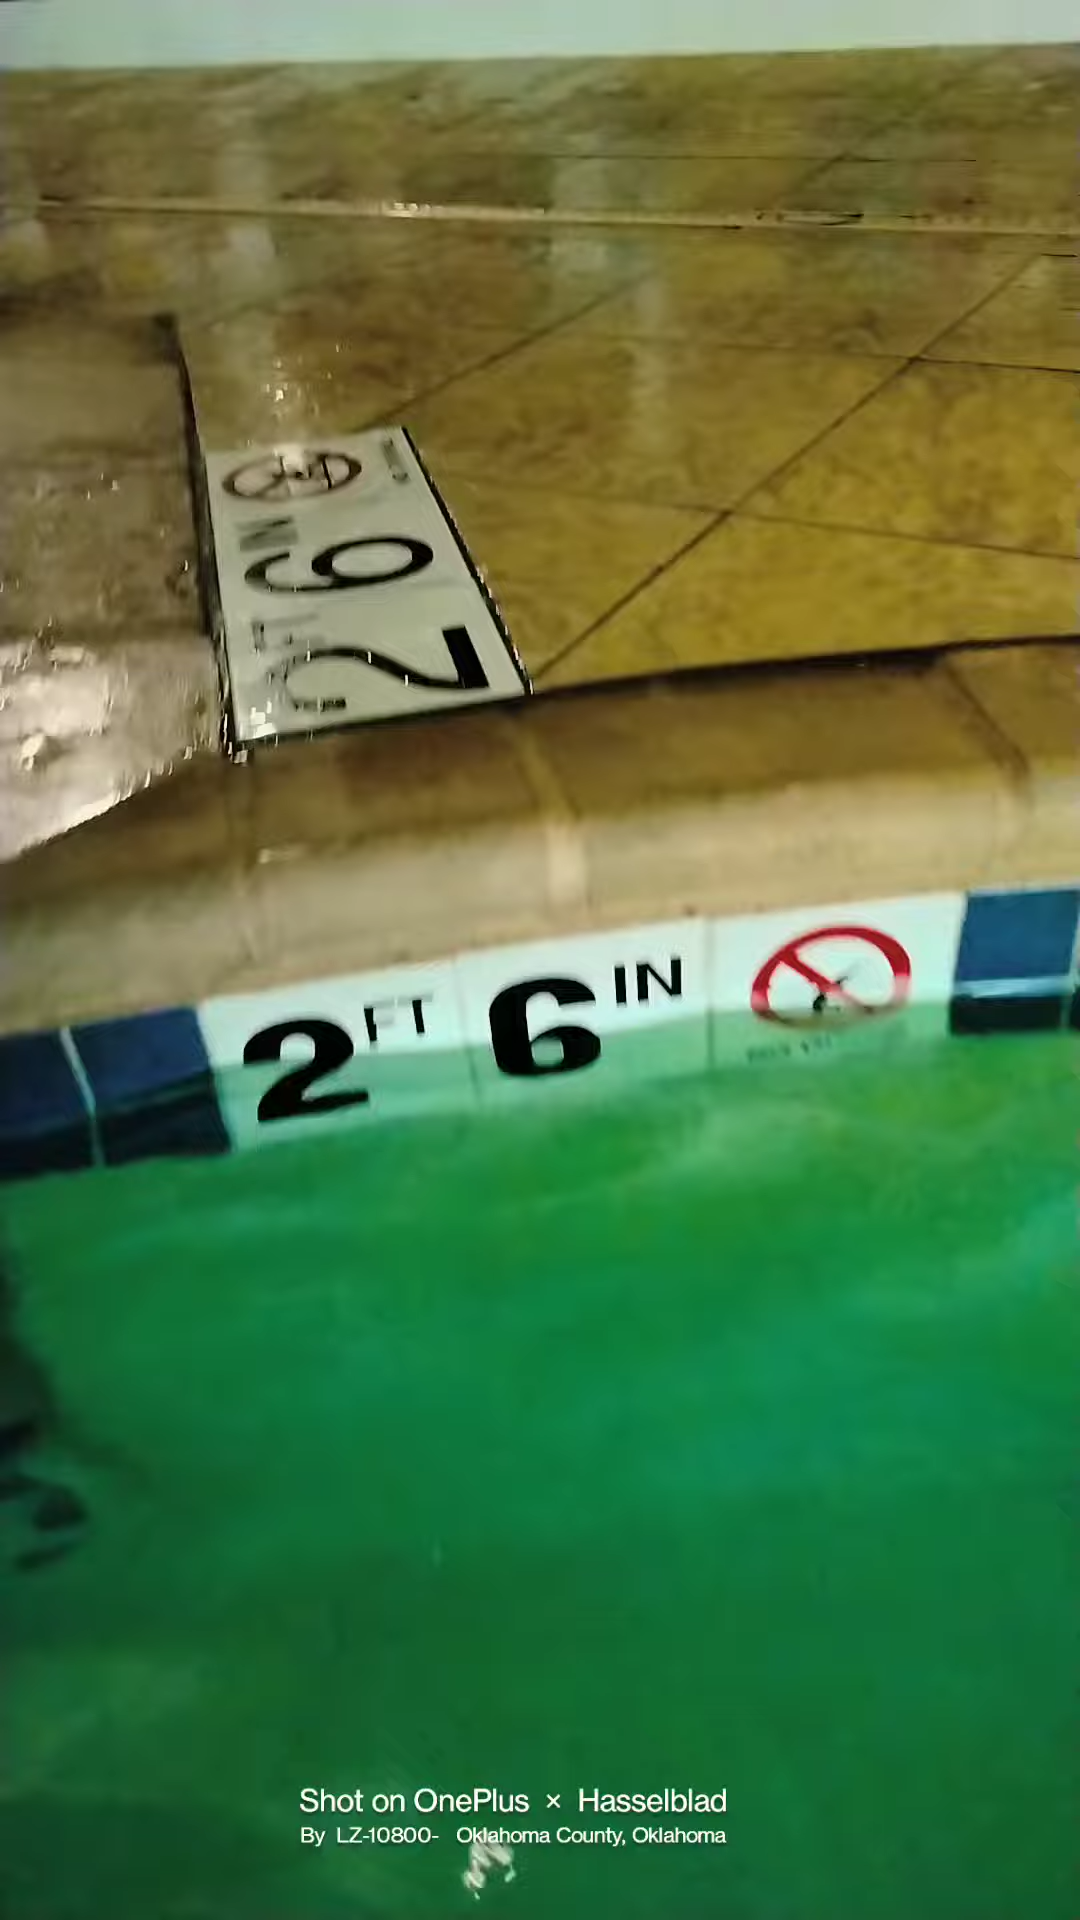 2 FT 6 IN
2 FT 6 IN
Shot on OnePlus × Hasselblad
By LZ-10800- Oklahoma County, Oklahoma